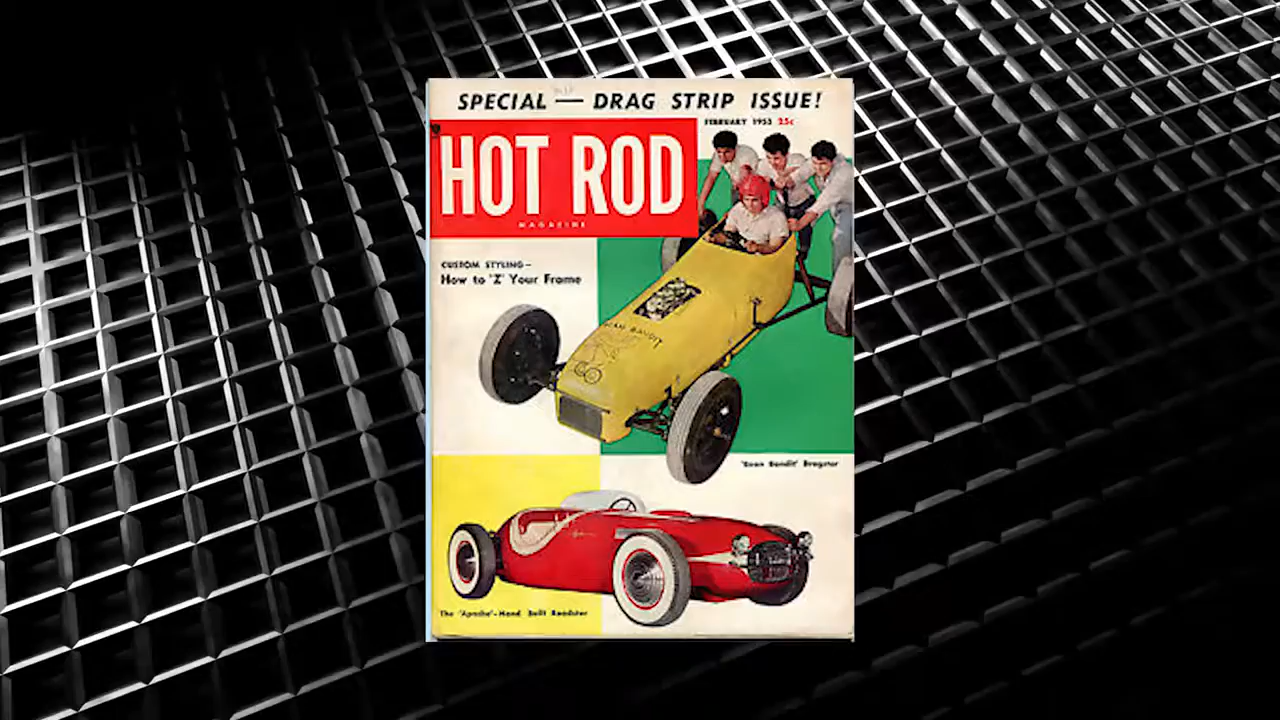 SPECIAL — DRAG STRIP ISSUE!
FEBRUARY 1953 25c
HOT ROD
MAGAZINE
CUSTOM STYLING—
How to 'Z' Your Frame
BANDIT
'Bean Bandit' Dragster
The 'Apache'—Hand Built Roadster